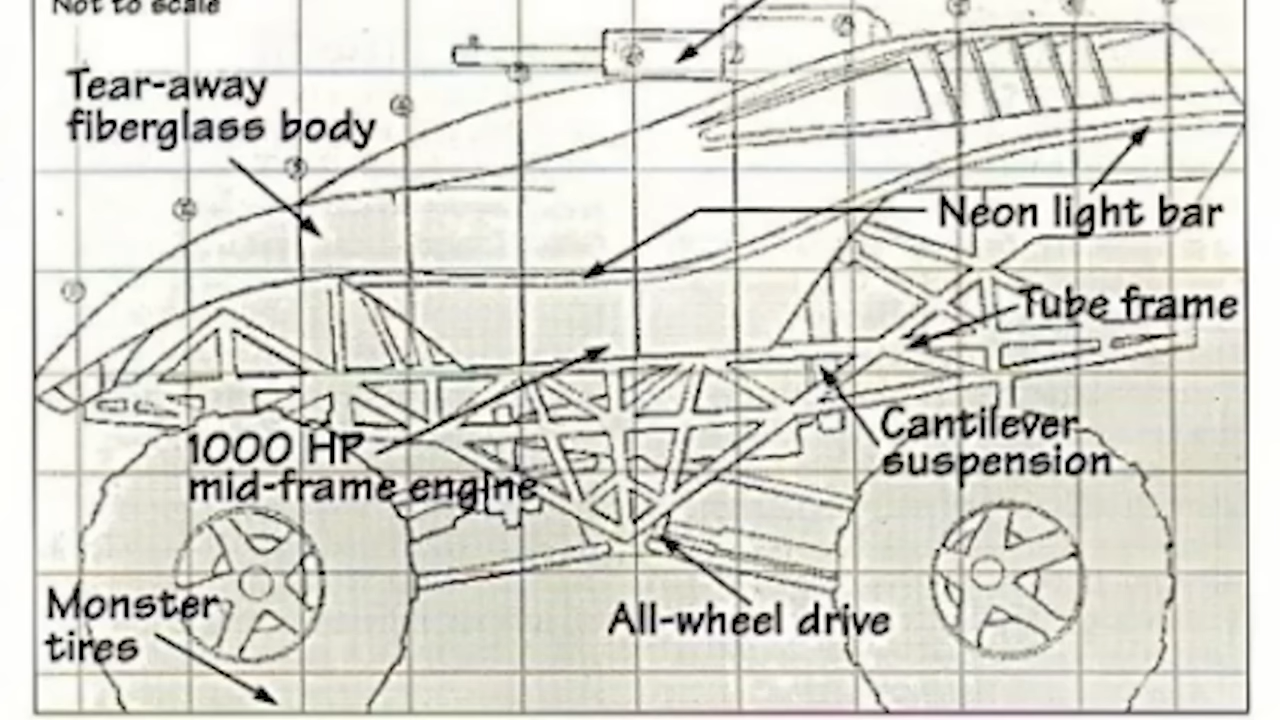 Not to scale
Tear-away
fiberglass body
Neon light bar
Tube frame
Cantilever
suspension
1000 HP
mid-frame engine
Monster
tires
All-wheel drive